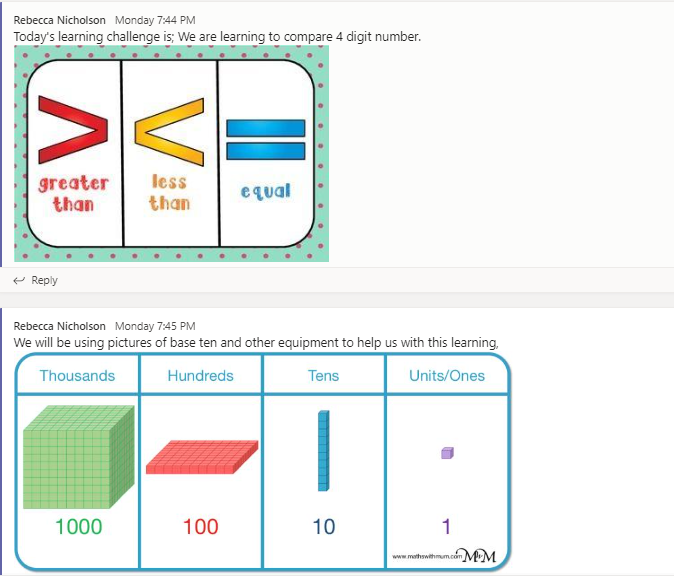 Rebecca Nicholson Monday 7:44 PM
Today's learning challenge is; We are learning to compare 4 digit number.
greater than
less than
equal
Reply
Rebecca Nicholson Monday 7:45 PM
We will be using pictures of base ten and other equipment to help us with this learning,
Thousands Hundreds Tens Units/Ones
1000 100 10 1
www.mathswithmum.com